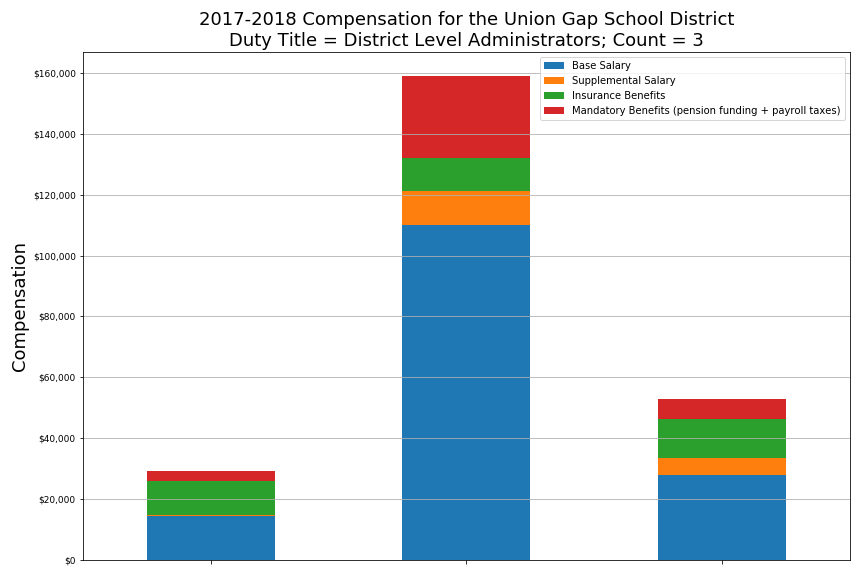 2017-2018 Compensation for the Union Gap School District
Duty Title = District Level Administrators; Count = 3
Base Salary
Supplemental Salary
Insurance Benefits
Mandatory Benefits (pension funding + payroll taxes)
Compensation
$160,000
$140,000
$120,000
$100,000
$80,000
$60,000
$40,000
$20,000
$0